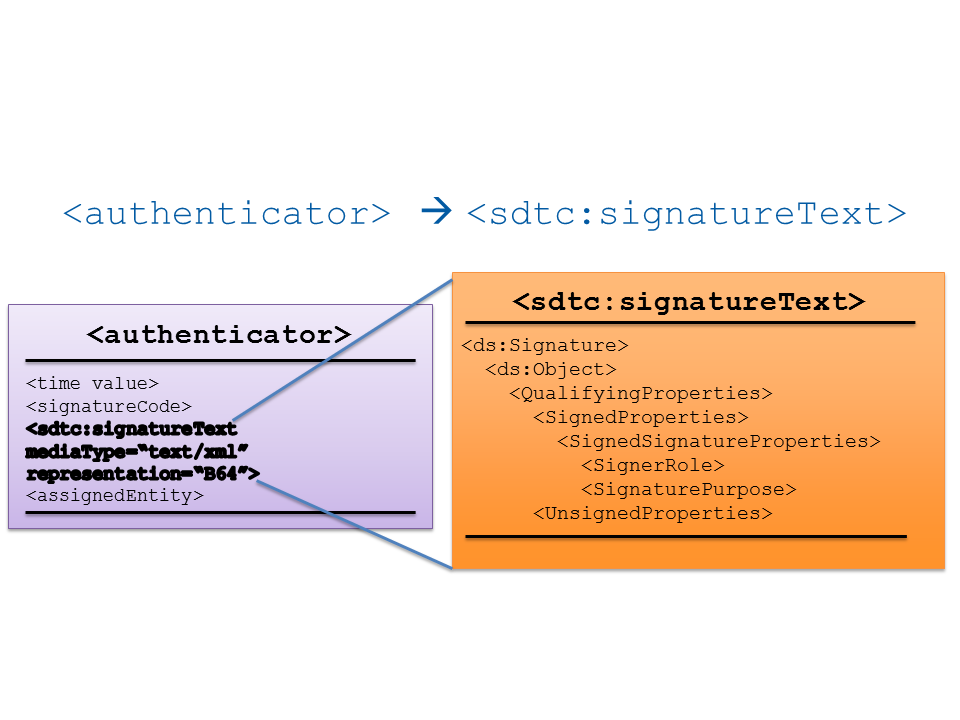 <authenticator> → <sdtc:signatureText>
<authenticator>
<time value>
<signatureCode>
<sdtc:signatureText
mediaType=“text/xml”
representation=“B64”>
<assignedEntity>
<sdtc:signatureText>
<ds:Signature>
<ds:Object>
<QualifyingProperties>
<SignedProperties>
<SignedSignatureProperties>
<SignerRole>
<SignaturePurpose>
<UnsignedProperties>